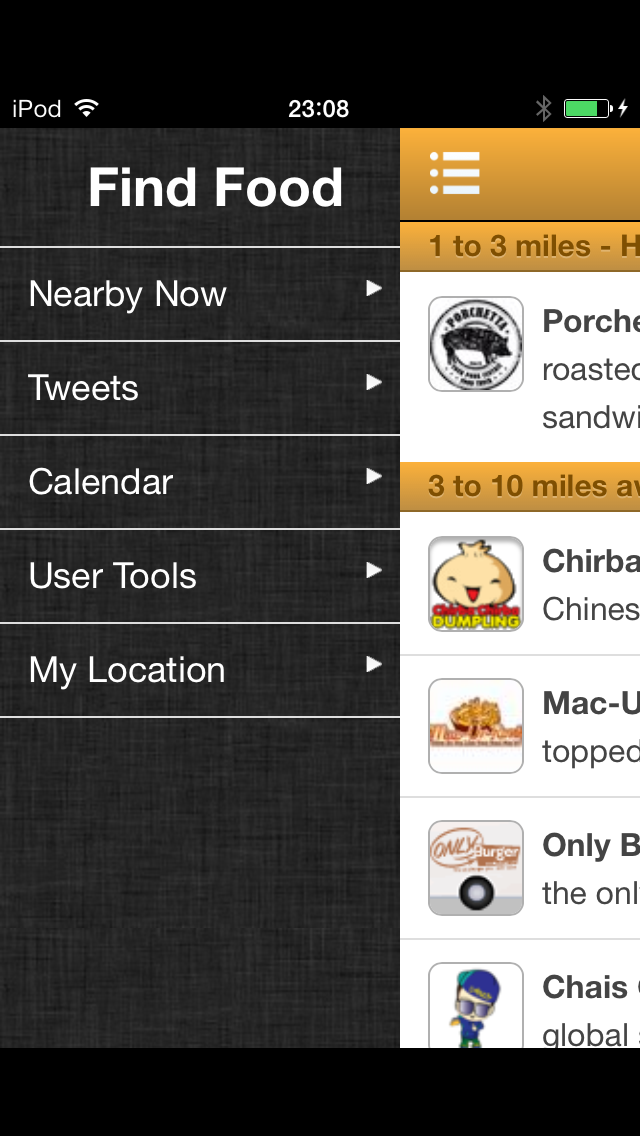 iPod
23:08
Find Food
Nearby Now
Tweets
Calendar
User Tools
My Location
1 to 3 miles - H
PORCHETTA
Porche
roasted
sandwi
3 to 10 miles av
Chirba Chirba
DUMPLING
Chirba
Chines
Mac-U
topped
ONLY
Burger
Only B
the onl
Chais
global